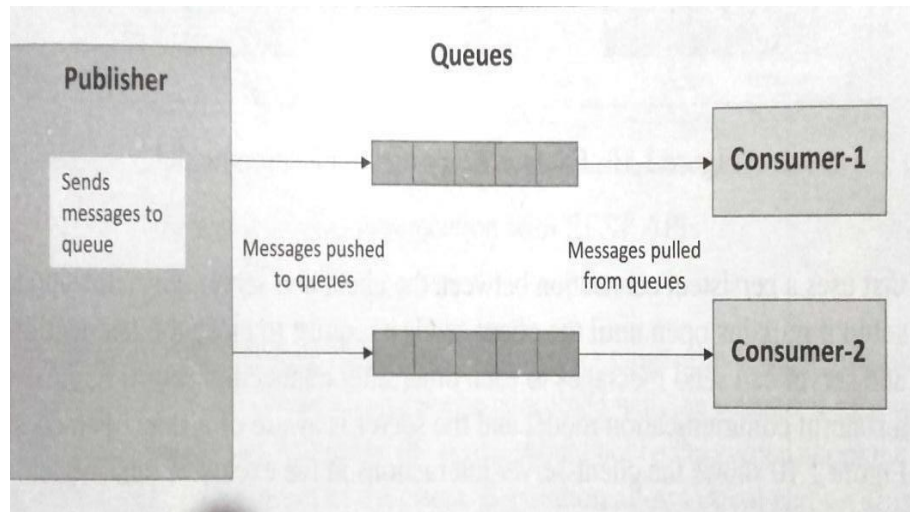 Queues
Publisher
Sends
messages to
queue
Consumer-1
Messages pushed
to queues
Messages pulled
from queues
Consumer-2